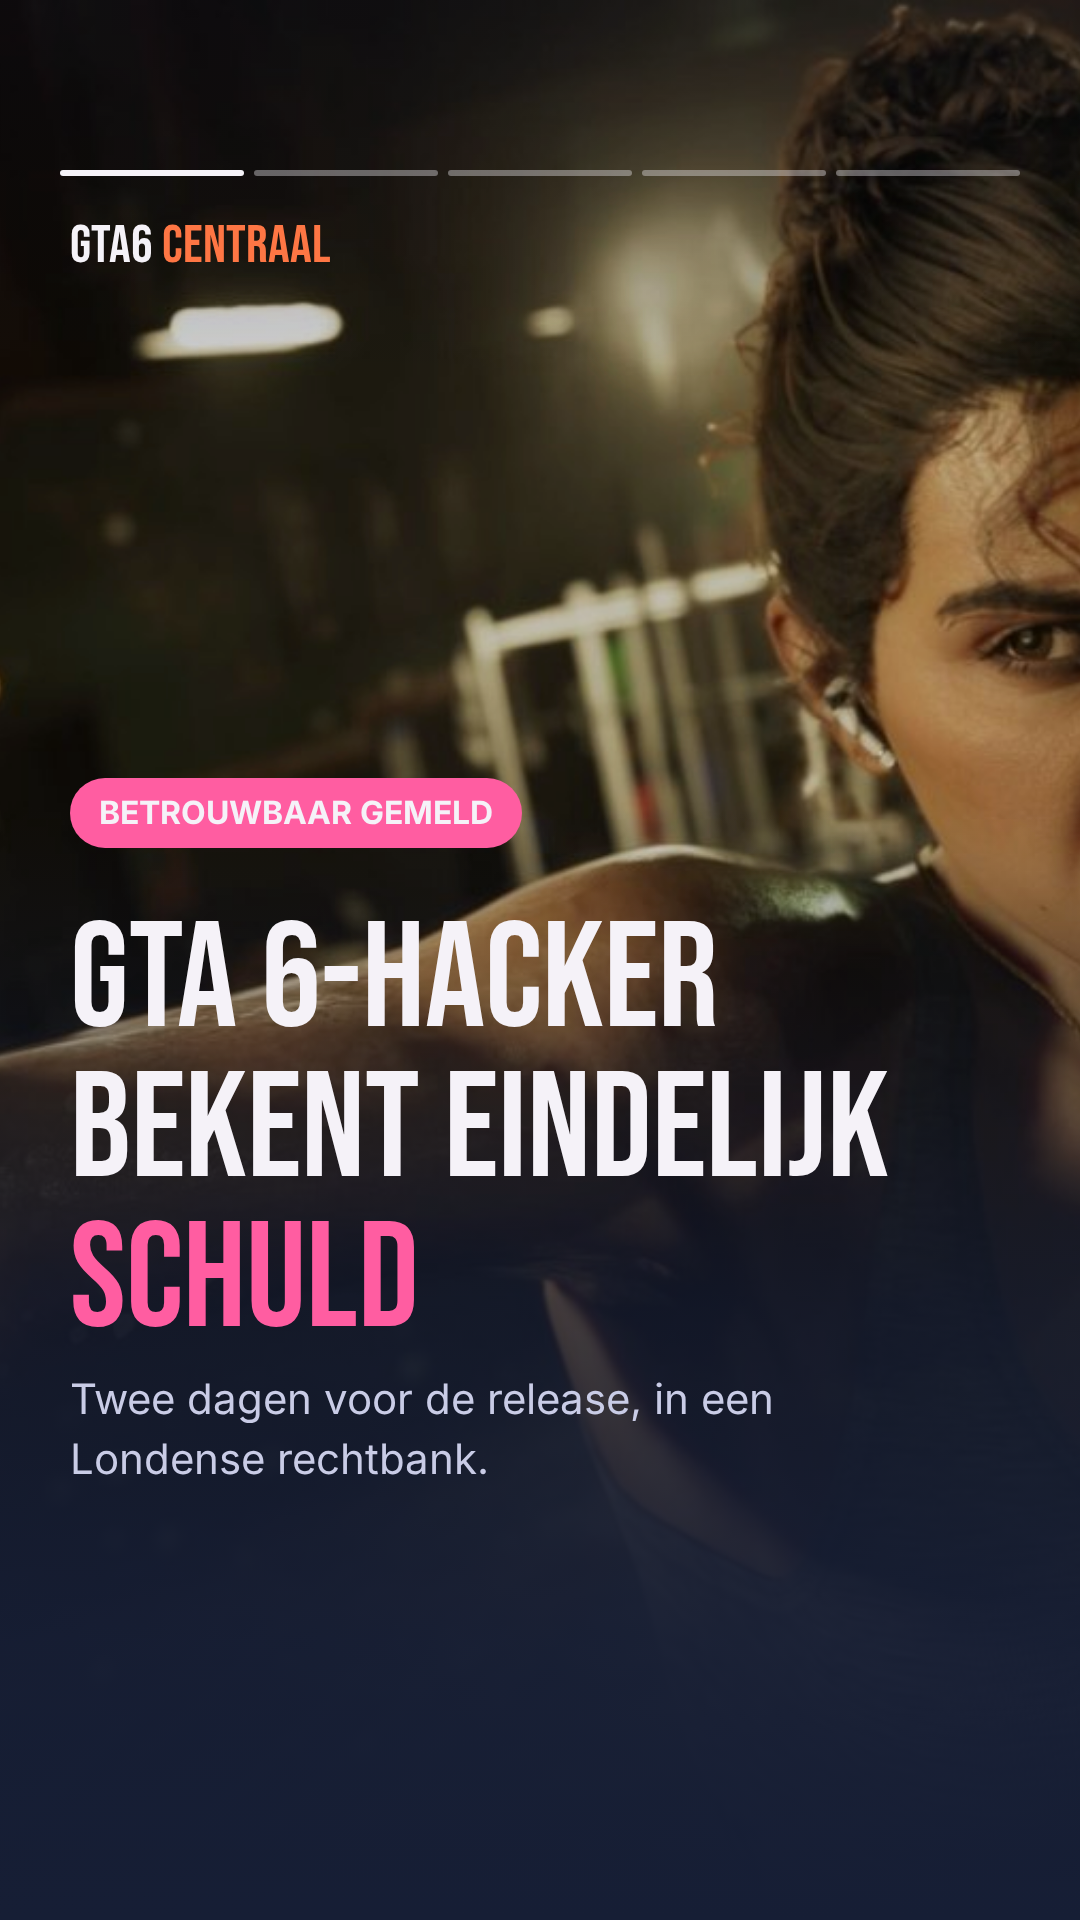 GTA6 CENTRAAL
BETROUWBAAR GEMELD
GTA 6-HACKER
BEKENT EINDELIJK
SCHULD
Twee dagen voor de release, in een
Londense rechtbank.